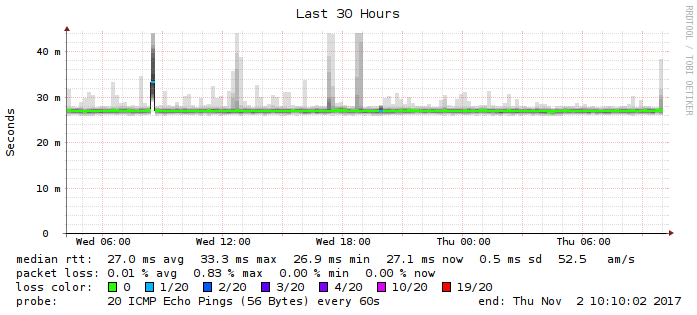 Last 30 Hours
RRDTOOL / TOBI OETIKER
Seconds
40 m
30 m
20 m
10 m
0
Wed 06:00 Wed 12:00 Wed 18:00 Thu 00:00 Thu 06:00
median rtt: 27.0 ms avg 33.3 ms max 26.9 ms min 27.1 ms now 0.5 ms sd 52.5 am/s
packet loss: 0.01 % avg 0.83 % max 0.00 % min 0.00 % now
loss color: 0 1/20 2/20 3/20 4/20 10/20 19/20
probe: 20 ICMP Echo Pings (56 Bytes) every 60s end: Thu Nov 2 10:10:02 2017